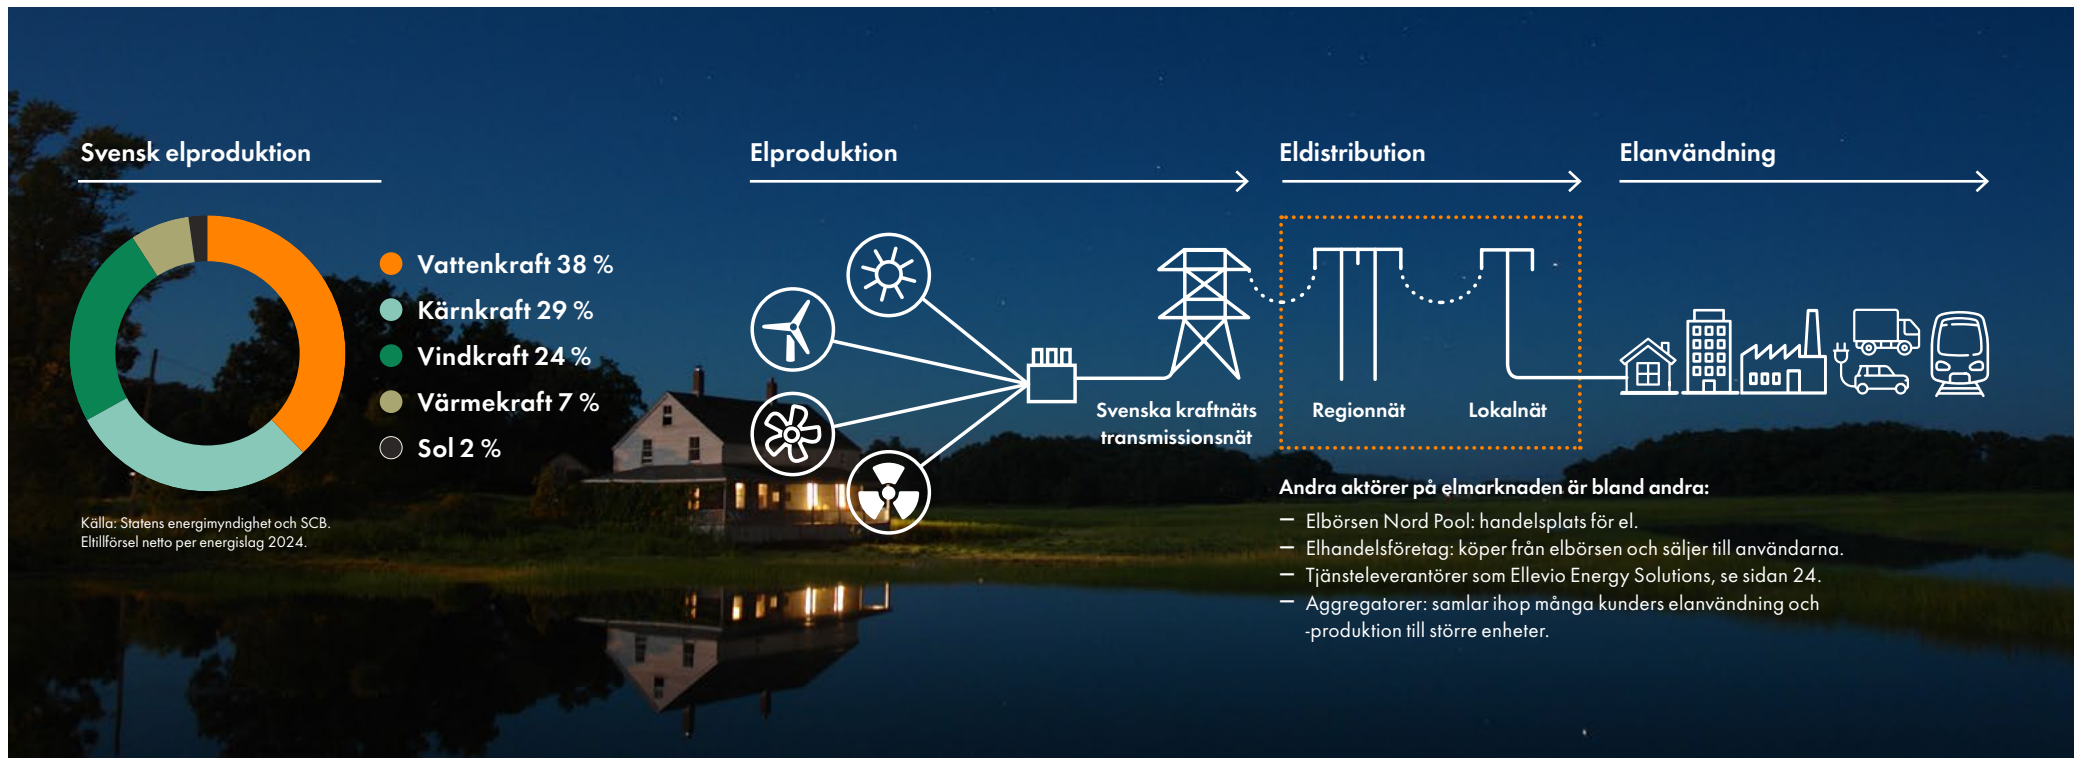 Svensk elproduktion
Vattenkraft 38 %
Kärnkraft 29 %
Vindkraft 24 %
Värmekraft 7 %
Sol 2 %
Källa: Statens energimyndighet och SCB.
Eltillförsel netto per energislag 2024.
Elproduktion
Eldistribution
Elanvändning
Svenska kraftnäts
transmissionsnät
Regionnät
Lokalnät
Andra aktörer på elmarknaden är bland andra:
– Elbörsen Nord Pool: handelsplats för el.
– Elhandelsföretag: köper från elbörsen och säljer till användarna.
– Tjänsteleverantörer som Ellevio Energy Solutions, se sidan 24.
– Aggregatorer: samlar ihop många kunders elanvändning och
-produktion till större enheter.